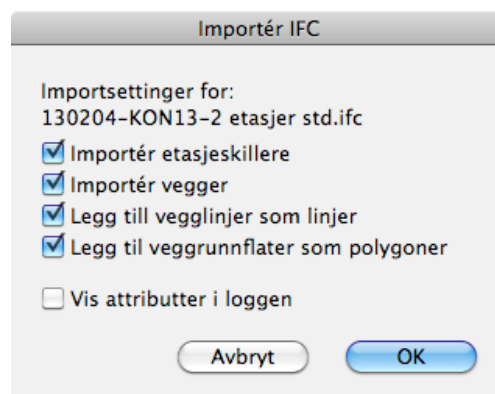 Importér IFC
Importsettinger for:
130204-KON13-2 etasjer std.ifc
Importér etasjeskillere
Importér vegger
Legg till vegglinjer som linjer
Legg til veggrunnflater som polygoner
Vis attributter i loggen
Avbryt
OK